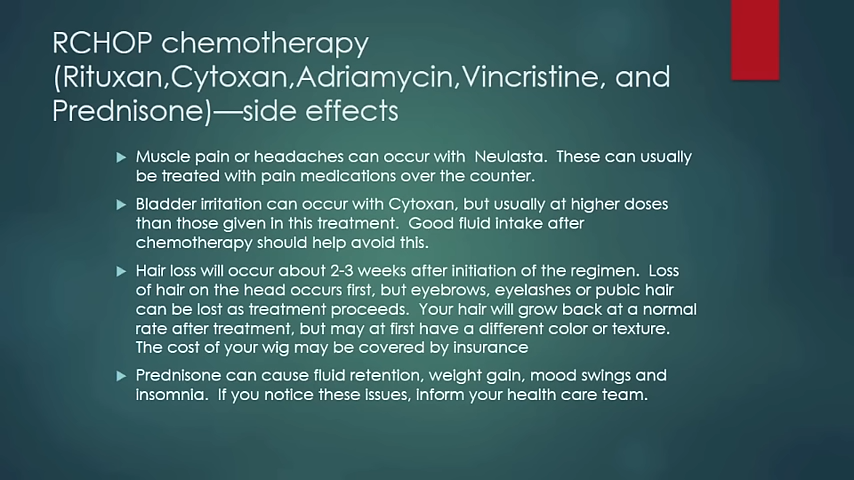 RCHOP chemotherapy
(Rituxan,Cytoxan,Adriamycin,Vincristine, and
Prednisone)—side effects
Muscle pain or headaches can occur with Neulasta. These can usually
be treated with pain medications over the counter.
Bladder irritation can occur with Cytoxan, but usually at higher doses
than those given in this treatment. Good fluid intake after
chemotherapy should help avoid this.
Hair loss will occur about 2-3 weeks after initiation of the regimen. Loss
of hair on the head occurs first, but eyebrows, eyelashes or pubic hair
can be lost as treatment proceeds. Your hair will grow back at a normal
rate after treatment, but may at first have a different color or texture.
The cost of your wig may be covered by insurance
Prednisone can cause fluid retention, weight gain, mood swings and
insomnia. If you notice these issues, inform your health care team.